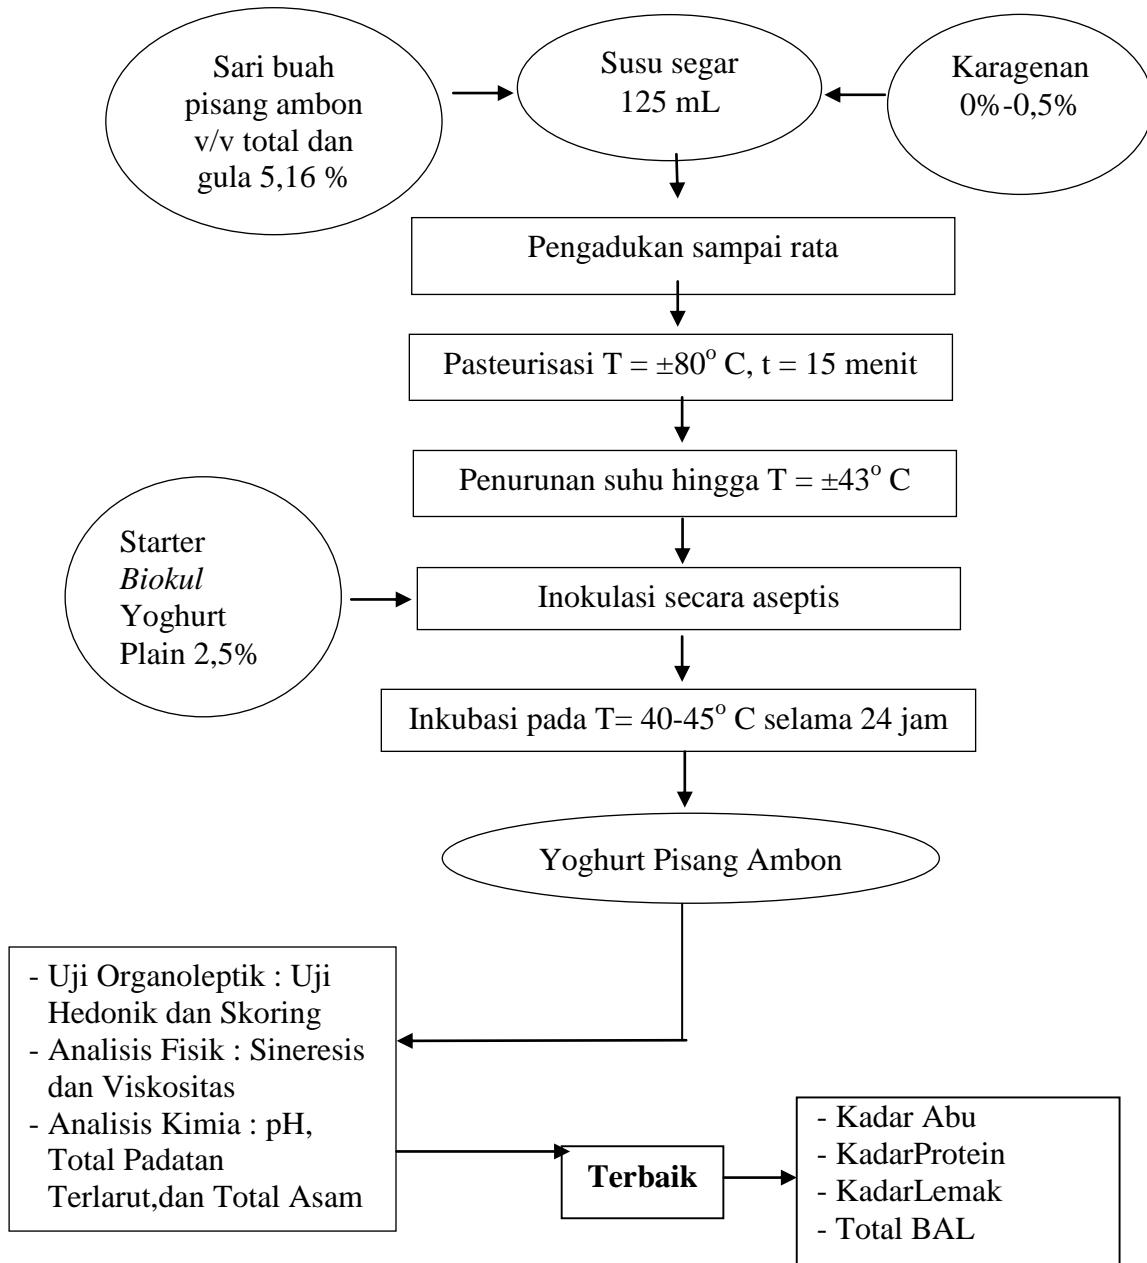 Sari buah
pisang ambon
v/v total dan
gula 5,16 %
Susu segar
125 mL
Karagenan
0%-0,5%
Pengadukan sampai rata
Pasteurisasi T = ±80° C, t = 15 menit
Penurunan suhu hingga T = ±43° C
Starter
Biokul
Yoghurt
Plain 2,5%
Inokulasi secara aseptis
Inkubasi pada T= 40-45° C selama 24 jam
Yoghurt Pisang Ambon
- Uji Organoleptik : Uji
Hedonik dan Skoring
- Analisis Fisik : Sineresis
dan Viskositas
- Analisis Kimia : pH,
Total Padatan
Terlarut,dan Total Asam
Terbaik
- Kadar Abu
- KadarProtein
- KadarLemak
- Total BAL